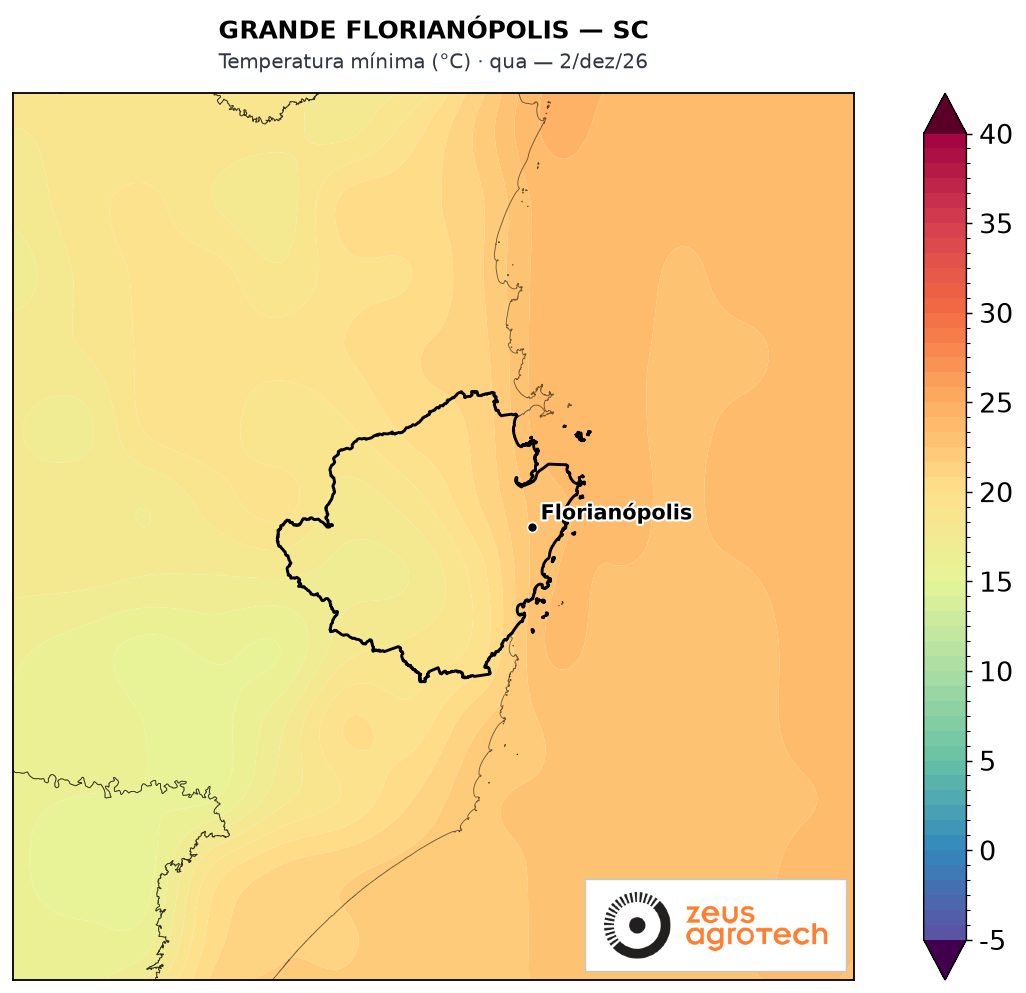 GRANDE FLORIANÓPOLIS — SC
Temperatura mínima (°C) · qua — 2/dez/26
40
35
30
25
20
15
10
5
0
-5
Florianópolis
zeus
agrotech